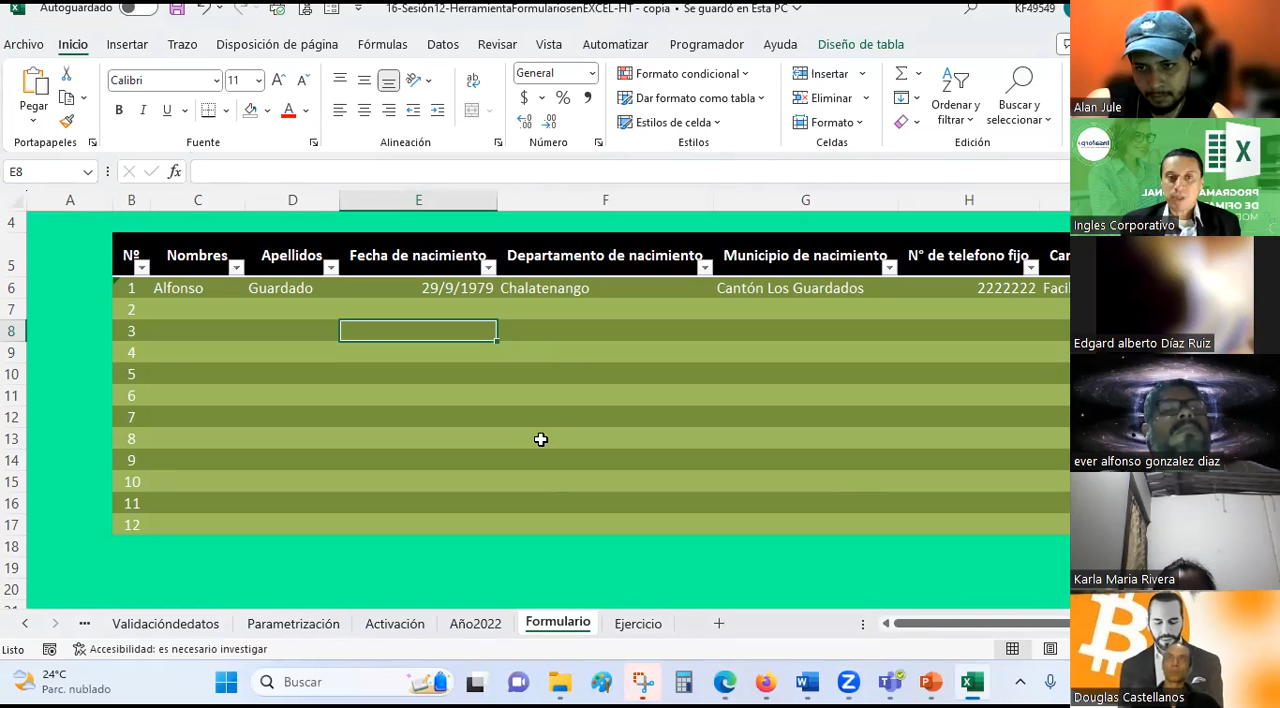 Autoguardado
16-Sesión12-HerramientaFormulariosenEXCEL-HT - copia • Se guardó en Esta PC
KF49549
Archivo Inicio Insertar Trazo Disposición de página Fórmulas Datos Revisar Vista Automatizar Programador Ayuda Diseño de tabla
Pegar
Calibri 11
N K S
General
$ % 
Formato condicional
Dar formato como tabla
Estilos de celda
Insertar
Eliminar
Formato
Ordenar y
filtrar
Buscar y
seleccionar
Portapapeles Fuente Alineación Número Estilos Celdas Edición
E8 fx
A B C D E F G H
4
5 Nº Nombres Apellidos Fecha de nacimiento Departamento de nacimiento Municipio de nacimiento N° de telefono fijo Car
6 1 Alfonso Guardado 29/9/1979 Chalatenango Cantón Los Guardados 2222222 Facil
7 2
8 3
9 4
10 5
11 6
12 7
13 8
14 9
15 10
16 11
17 12
18
19
20
Validacióndedatos Parametrización Activación Año2022 Formulario Ejercicio
Listo Accesibilidad: es necesario investigar
24°C
Parc. nublado
Buscar
Alan Jule
PROGRAMA
DE OFIMA
Ingles Corporativo
Edgard alberto Díaz Ruiz
ever alfonso gonzalez diaz
Karla Maria Rivera
Douglas Castellanos